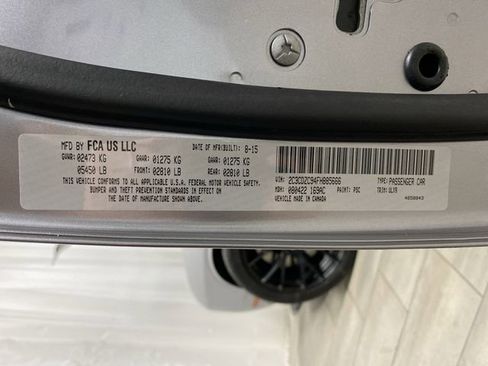 MFD BY FCA US LLC DATE OF MFR(BUILT): 8-15
GVWR: 02473 KG GAWR: 01275 KG GAWR: 01275 KG
05450 LB FRONT: 02810 LB REAR: 02810 LB
THIS VEHICLE CONFORMS TO ALL APPLICABLE U.S.A. FEDERAL MOTOR VEHICLE SAFETY,
BUMPER AND THEFT PREVENTION STANDARDS IN EFFECT ON
THE DATE OF MANUFACTURE SHOWN ABOVE.
VIN: 2C3CDZC94FH885666 TYPE: PASSENGER CAR
MDH: 080422 169AC PAINT: PSC TRIM:
VEHICLE MADE IN CANADA